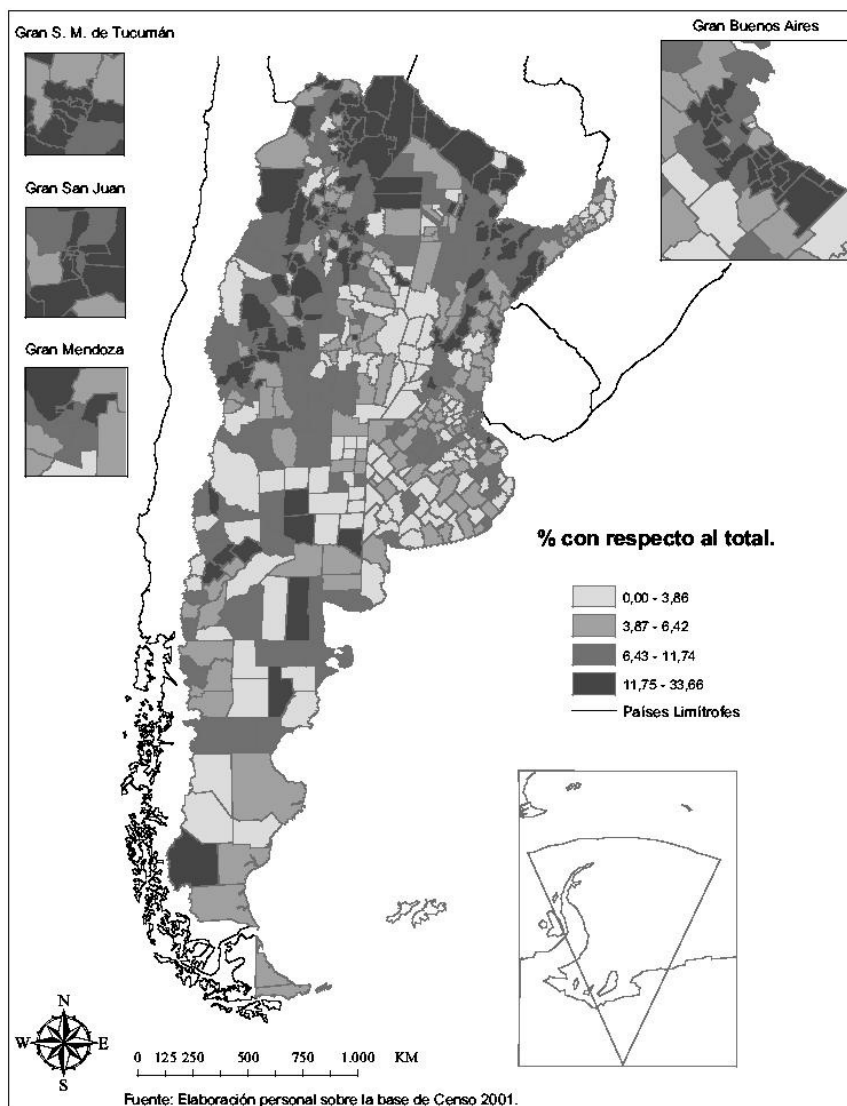 Gran S. M. de Tucumán
Gran Buenos Aires
Gran San Juan
Gran Mendoza
% con respecto al total.
0,00 - 3,86
3,87 - 6,42
6,43 - 11,74
11,75 - 33,66
Países Limítrofes
N
W E
S
0 125 250 500 750 1.000 KM
Fuente: Elaboración personal sobre la base de Censo 2001.